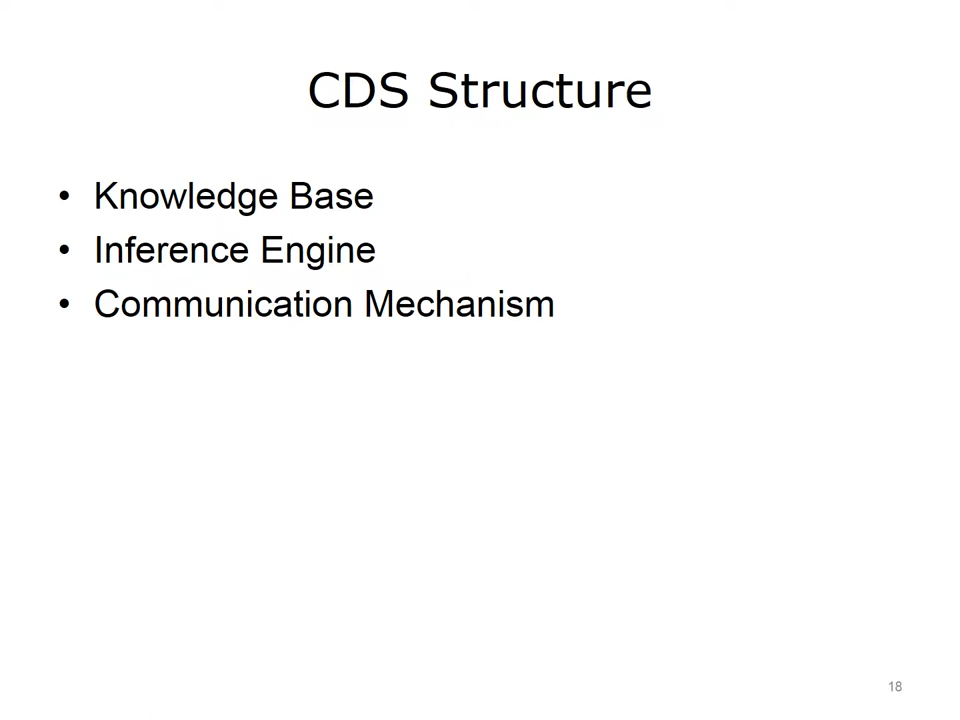 CDS Structure
• Knowledge Base
• Inference Engine
• Communication Mechanism
18